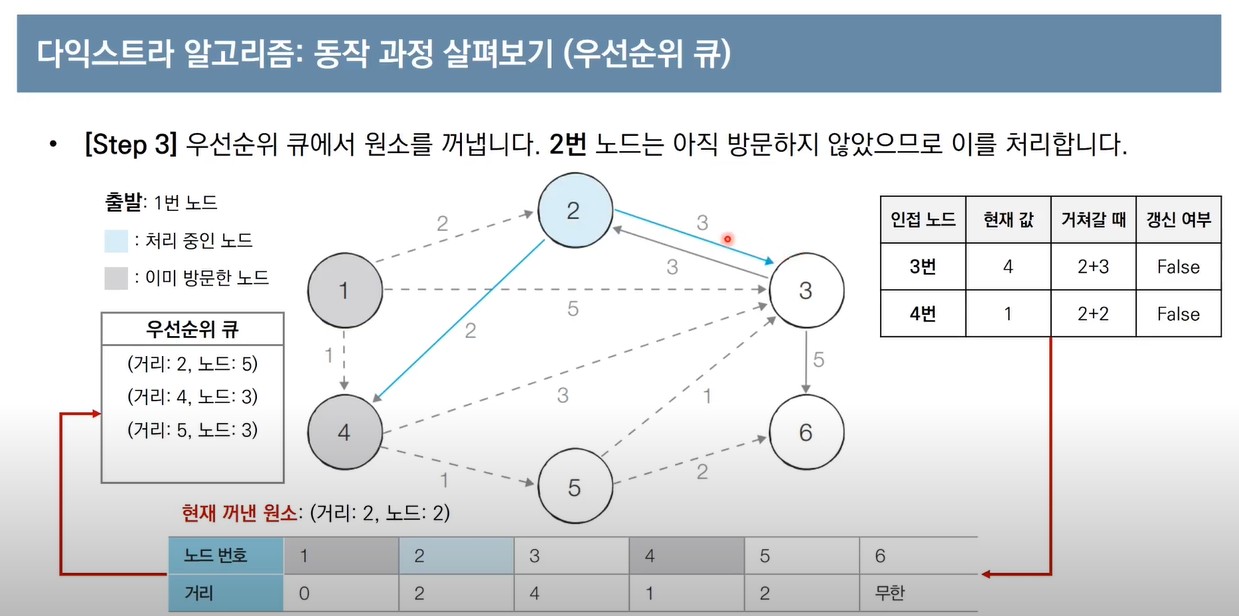 다익스트라 알고리즘: 동작 과정 살펴보기 (우선순위 큐)
• [Step 3] 우선순위 큐에서 원소를 꺼냅니다. 2번 노드는 아직 방문하지 않았으므로 이를 처리합니다.
출발: 1번 노드
: 처리 중인 노드
: 이미 방문한 노드
우선순위 큐
(거리: 2, 노드: 5)
(거리: 4, 노드: 3)
(거리: 5, 노드: 3)
2
2
3
3
1
5
3
1
2
3
5
4
1
5
1
2
6
인접 노드 현재 값 거쳐갈 때 갱신 여부
3번 4 2+3 False
4번 1 2+2 False
현재 꺼낸 원소: (거리: 2, 노드: 2)
노드 번호 1 2 3 4 5 6
거리 0 2 4 1 2 무한